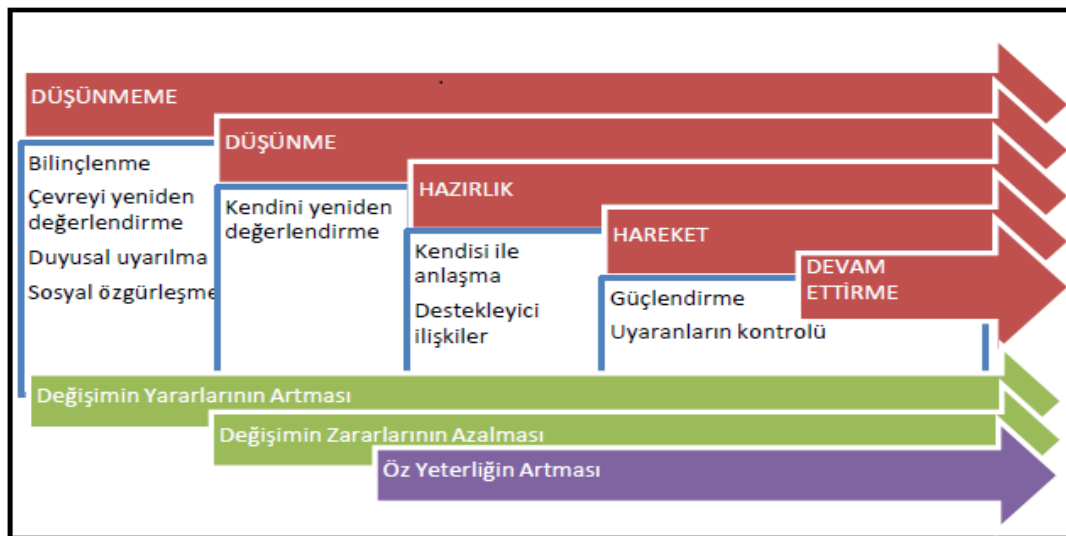 DÜŞÜNMEME
Bilinçlenme
Çevreyi yeniden
değerlendirme
Duyusal uyarılma
Sosyal özgürleşme
DÜŞÜNME
Kendini yeniden
değerlendirme
HAZIRLIK
Kendisi ile
anlaşma
Destekleyici
ilişkiler
HAREKET
Güçlendirme
Uyaranların kontrolü
DEVAM
ETTİRME
Değişimin Yararlarının Artması
Değişimin Zararlarının Azalması
Öz Yeterliğin Artması